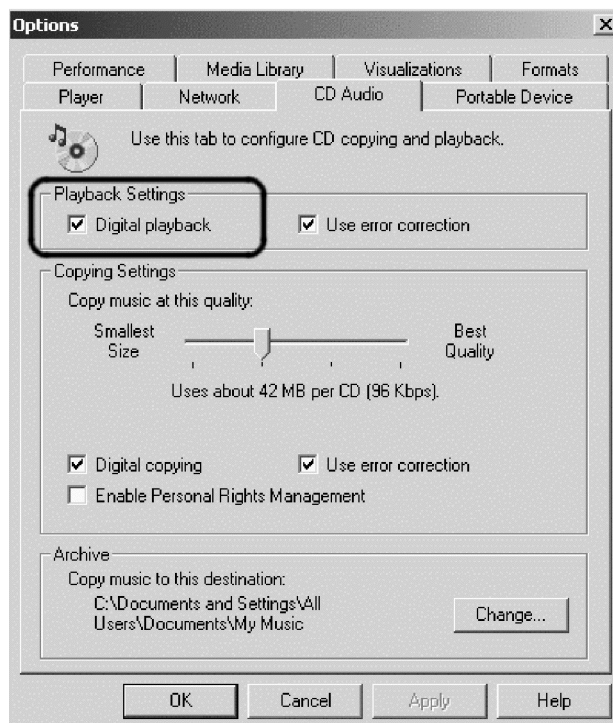 Options
Performance Media Library Visualizations Formats
Player Network CD Audio Portable Device
Use this tab to configure CD copying and playback.
Playback Settings
Digital playback Use error correction
Copying Settings
Copy music at this quality:
Smallest Size Best Quality
Uses about 42 MB per CD (96 Kbps).
Digital copying Use error correction
Enable Personal Rights Management
Archive
Copy music to this destination:
C:\Documents and Settings\All
Users\Documents\My Music
Change...
OK Cancel Apply Help